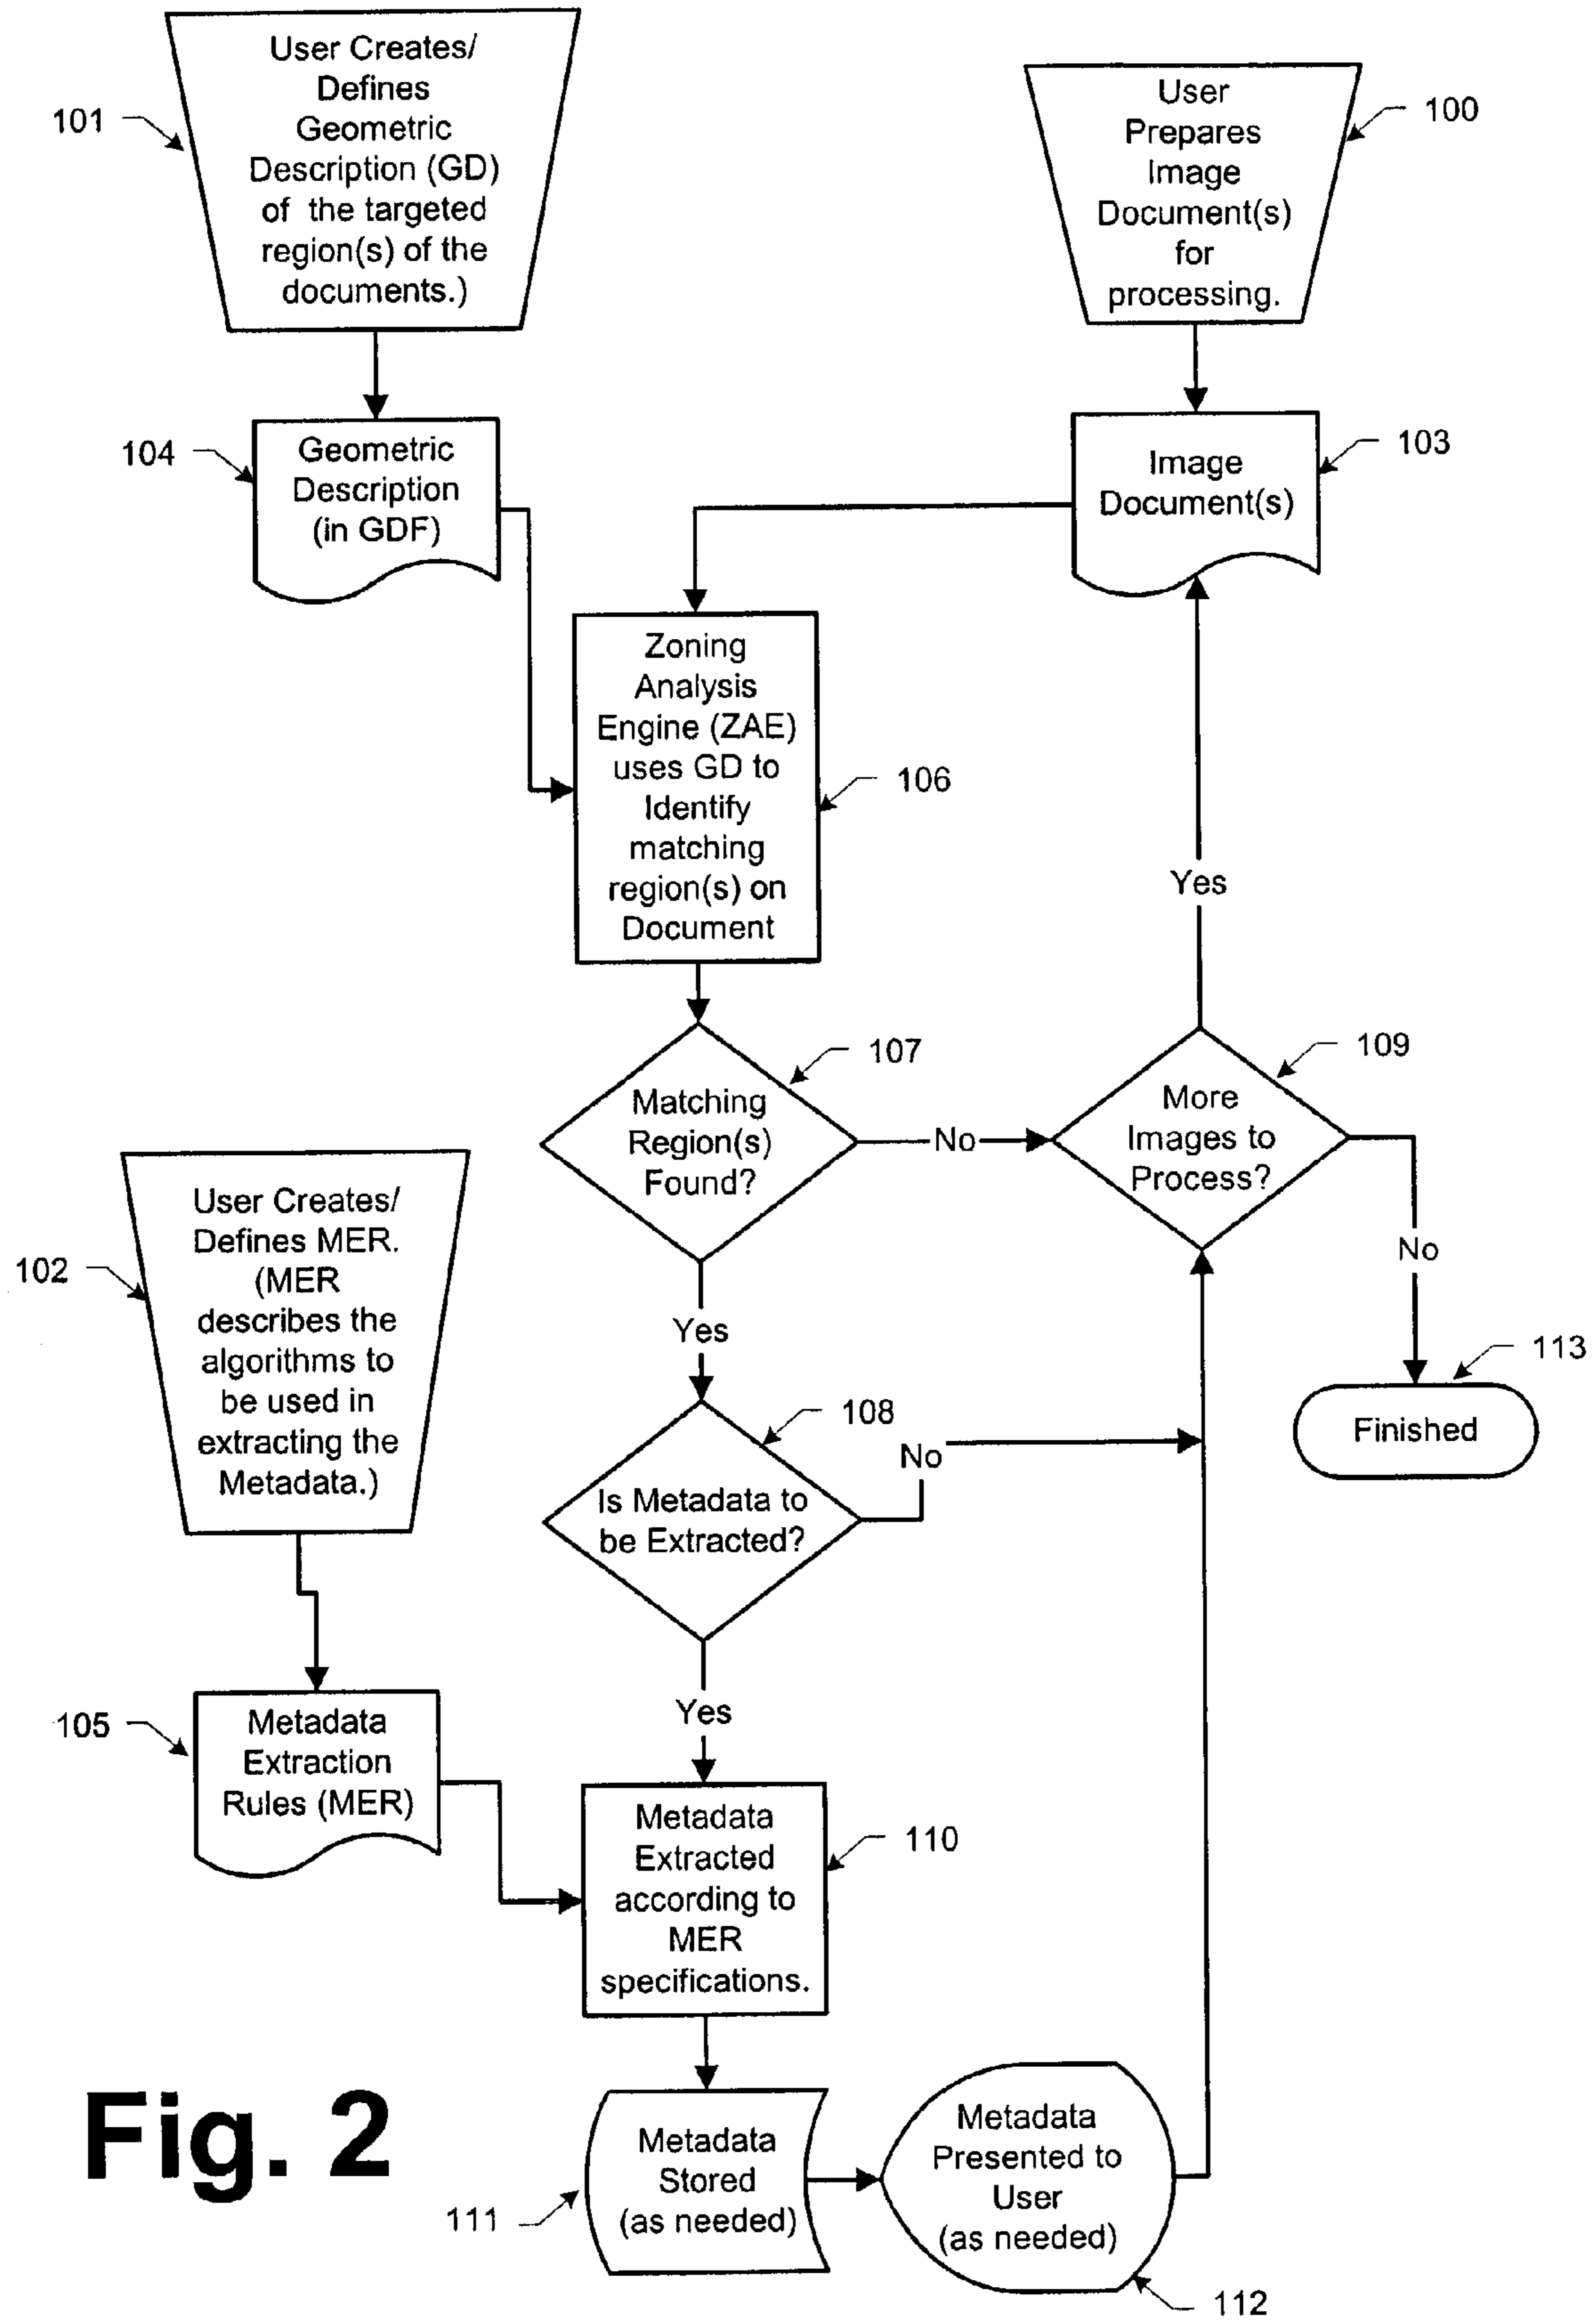 User Creates/
Defines
Geometric
Description (GD)
of the targeted
region(s) of the
documents.)
101
User
Prepares
Image
Document(s)
for
processing.
100
104
Geometric
Description
(in GDF)
Image
Document(s)
103
Zoning
Analysis
Engine (ZAE)
uses GD to
Identify
matching
region(s) on
Document
106
Yes
107
Matching
Region(s)
Found?
No
109
More
Images to
Process?
No
102
User Creates/
Defines MER.
(MER
describes the
algorithms to
be used in
extracting the
Metadata.)
Yes
113
Finished
108
No
Is Metadata to
be Extracted?
105
Metadata
Extraction
Rules (MER)
Yes
Metadata
Extracted
according to
MER
specifications.
110
Fig. 2
111
Metadata
Stored
(as needed)
Metadata
Presented to
User
(as needed)
112